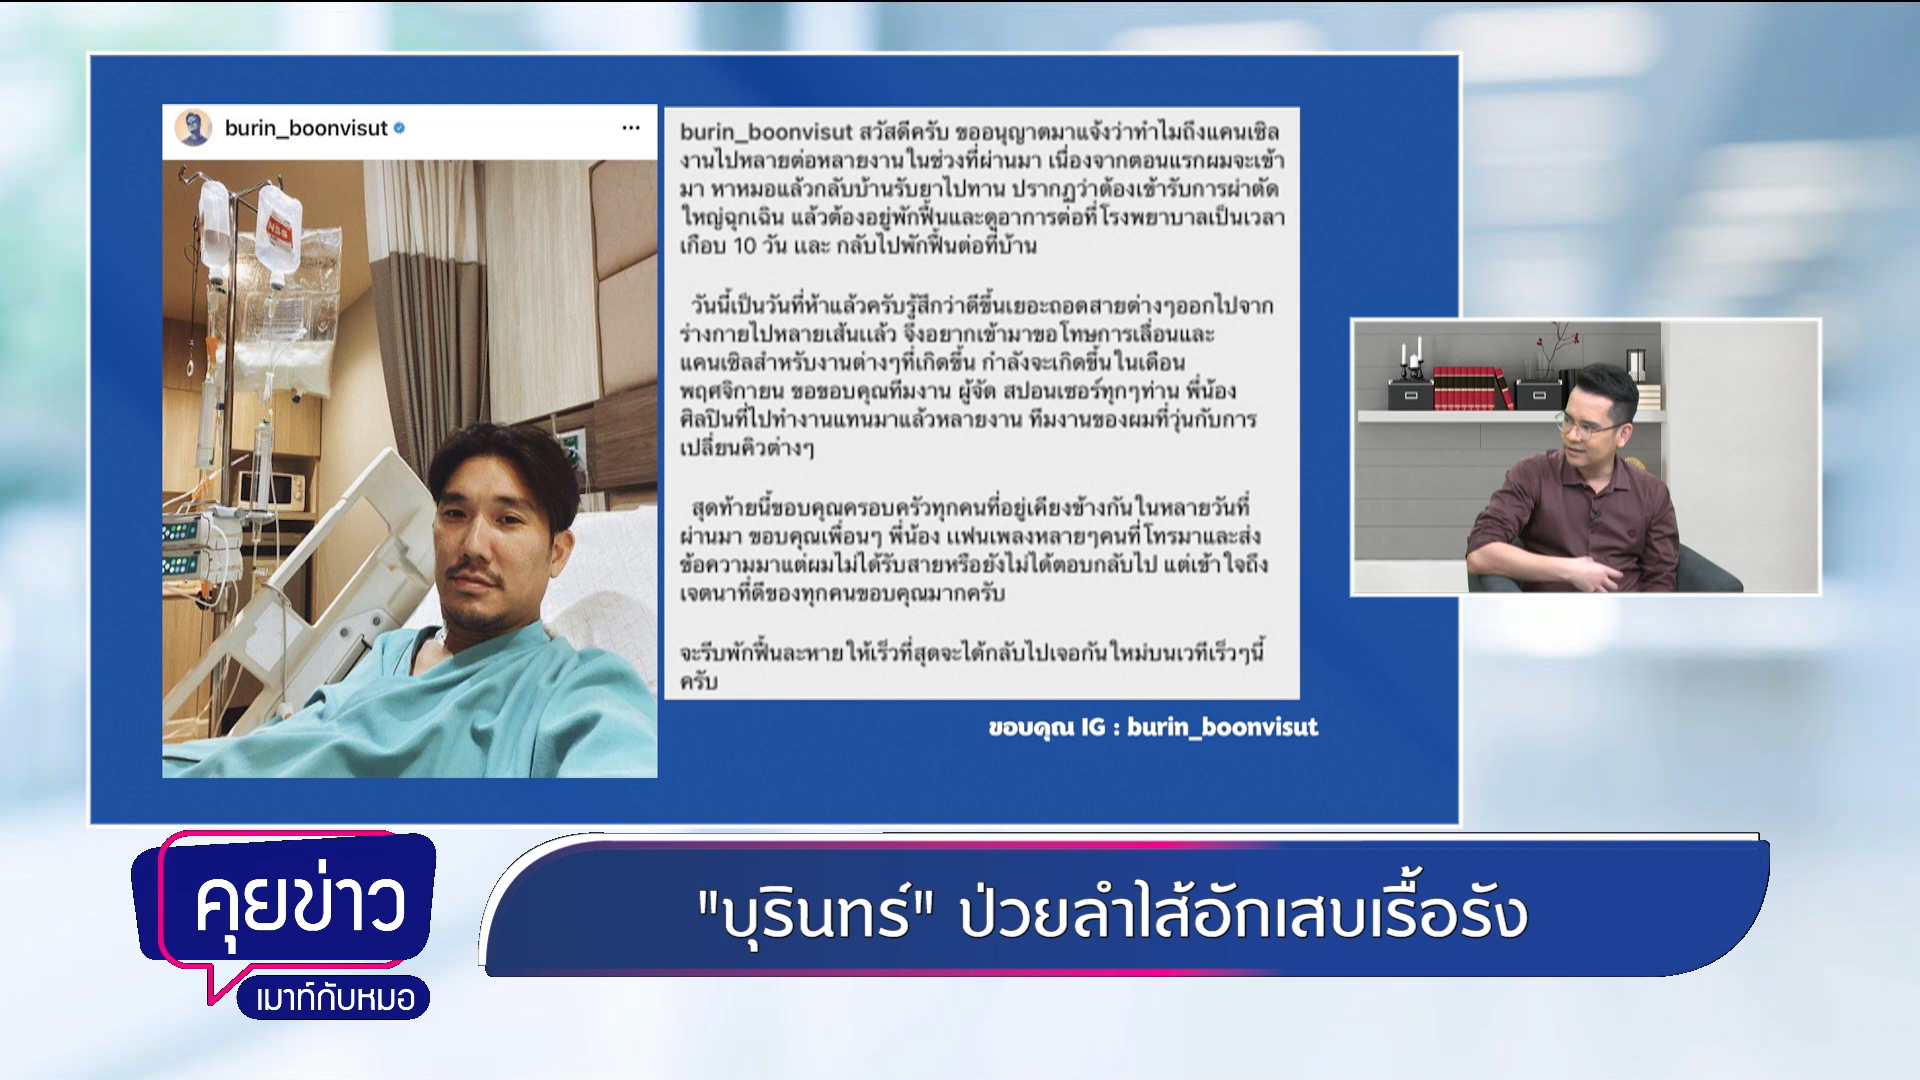 burin_boonvisut
NSS
burin_boonvisut สวัสดีครับ ขออนุญาตมาแจ้งว่าทำไมถึงแคนเซิล
งานไปหลายต่อหลายงานในช่วงที่ผ่านมา เนื่องจากตอนแรกผมจะเข้า
มา หาหมอแล้วกลับบ้านรับยาไปทาน ปรากฏว่าต้องเข้ารับการผ่าตัด
ใหญ่ฉุกเฉิน แล้วต้องอยู่พักฟื้นและดูอาการต่อที่โรงพยาบาลเป็นเวลา
เกือบ 10 วัน และ กลับไปพักฟื้นต่อที่บ้าน
วันนี้เป็นวันที่ห้าแล้วครับรู้สึกว่าดีขึ้นเยอะถอดสายต่างๆออกไปจาก
ร่างกายไปหลายเส้นแล้ว จึงอยากเข้ามาขอโทษการเลื่อนและ
แคนเซิลสำหรับงานต่างๆที่เกิดขึ้น กำลังจะเกิดขึ้นในเดือน
พฤศจิกายน ขอขอบคุณทีมงาน ผู้จัด สปอนเซอร์ทุกๆท่าน พี่น้อง
ศิลปินที่ไปทำงานแทนมาแล้วหลายงาน ทีมงานของผมที่วุ่นกับการ
เปลี่ยนคิวต่างๆ
สุดท้ายนี้ขอบคุณครอบครัวทุกคนที่อยู่เคียงข้างกันในหลายวันที่
ผ่านมา ขอบคุณเพื่อนๆ พี่น้อง แฟนเพลงหลายๆคนที่โทรมาและส่ง
ข้อความมาแต่ผมไม่ได้รับสายหรือยังไม่ได้ตอบกลับไป แต่เข้าใจถึง
เจตนาที่ดีของทุกคนขอบคุณมากครับ
จะรีบพักฟื้นละหายให้เร็วที่สุดจะได้กลับไปเจอกันใหม่บนเวทีเร็วๆนี้
ครับ
ขอบคุณ IG : burin_boonvisut
คุยข่าว
เมาท์กับหมอ
"บุรินทร์" ป่วยลำไส้อักเสบเรื้อรัง